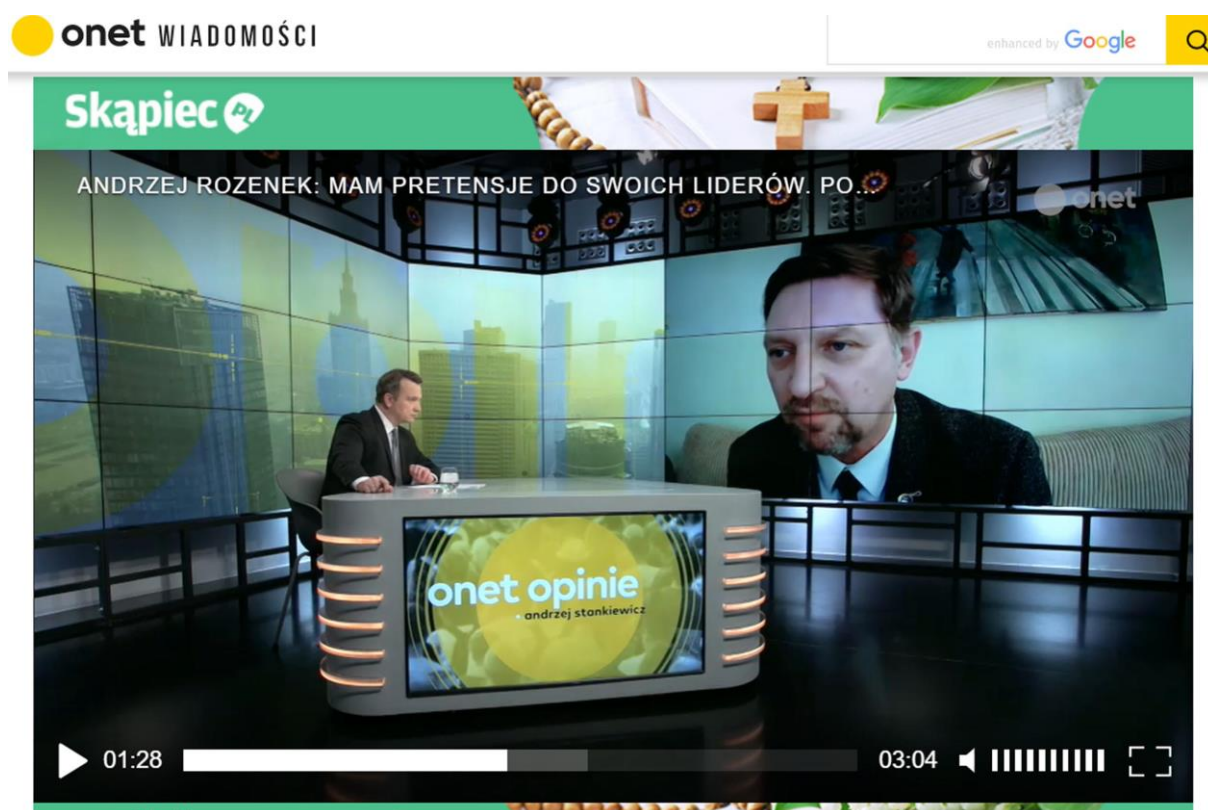 onet WIADOMOŚCI
enhanced by Google
Skąpiec PL
ANDRZEJ ROZENEK: MAM PRETENSJE DO SWOICH LIDERÓW. PO...
onet
onet opinie
• andrzej stankiewicz
01:28
03:04